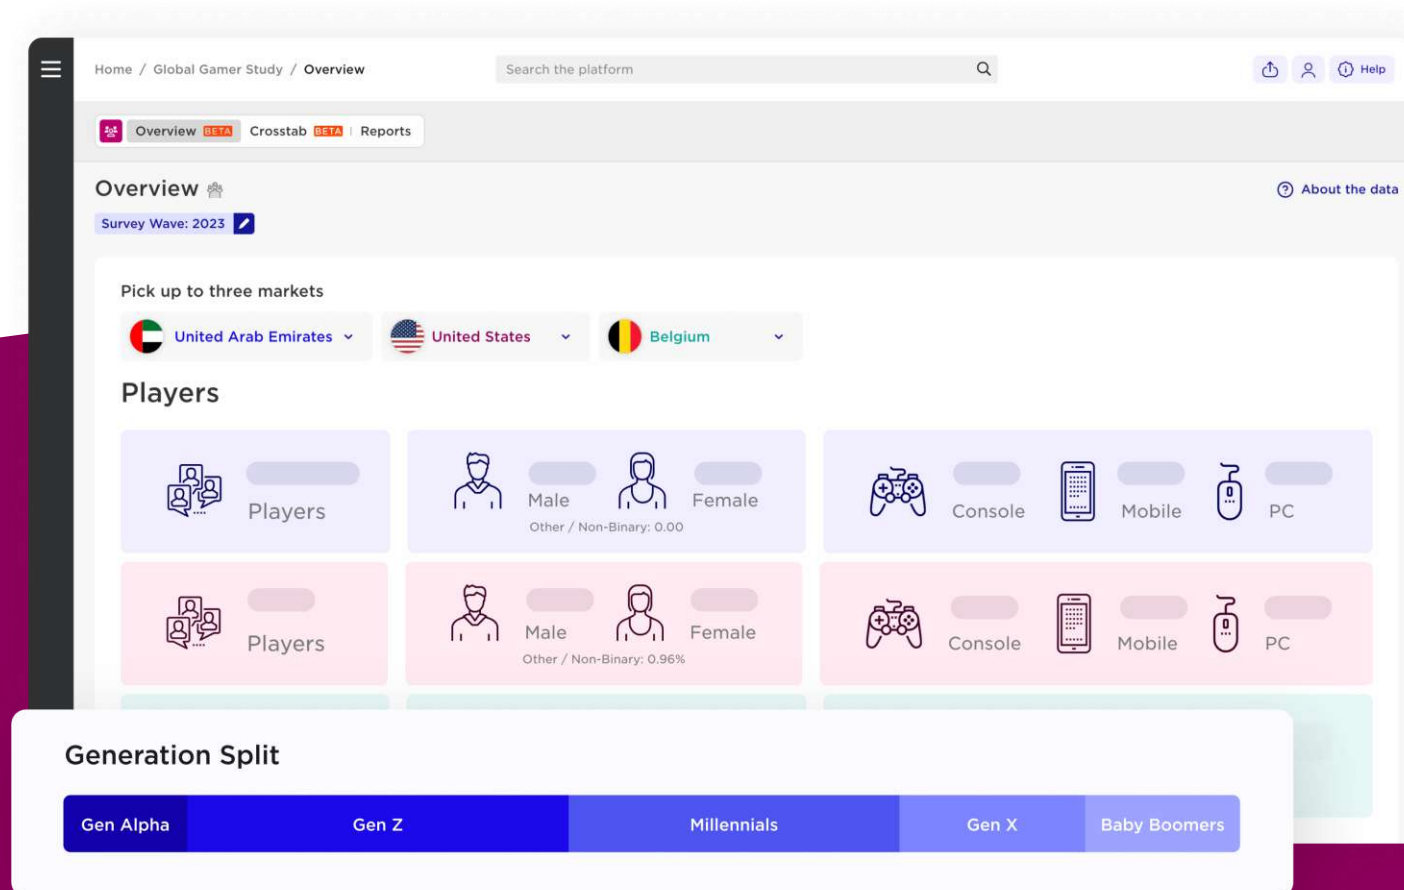 Home / Global Gamer Study / Overview
Search the platform
Help
Overview BETA Crosstab BETA | Reports
Overview
About the data
Survey Wave: 2023
Pick up to three markets
United Arab Emirates
United States
Belgium
Players
Players
Male
Female
Other / Non-Binary: 0.00
Console
Mobile
PC
Players
Male
Female
Other / Non-Binary: 0.96%
Console
Mobile
PC
Generation Split
Gen Alpha
Gen Z
Millennials
Gen X
Baby Boomers